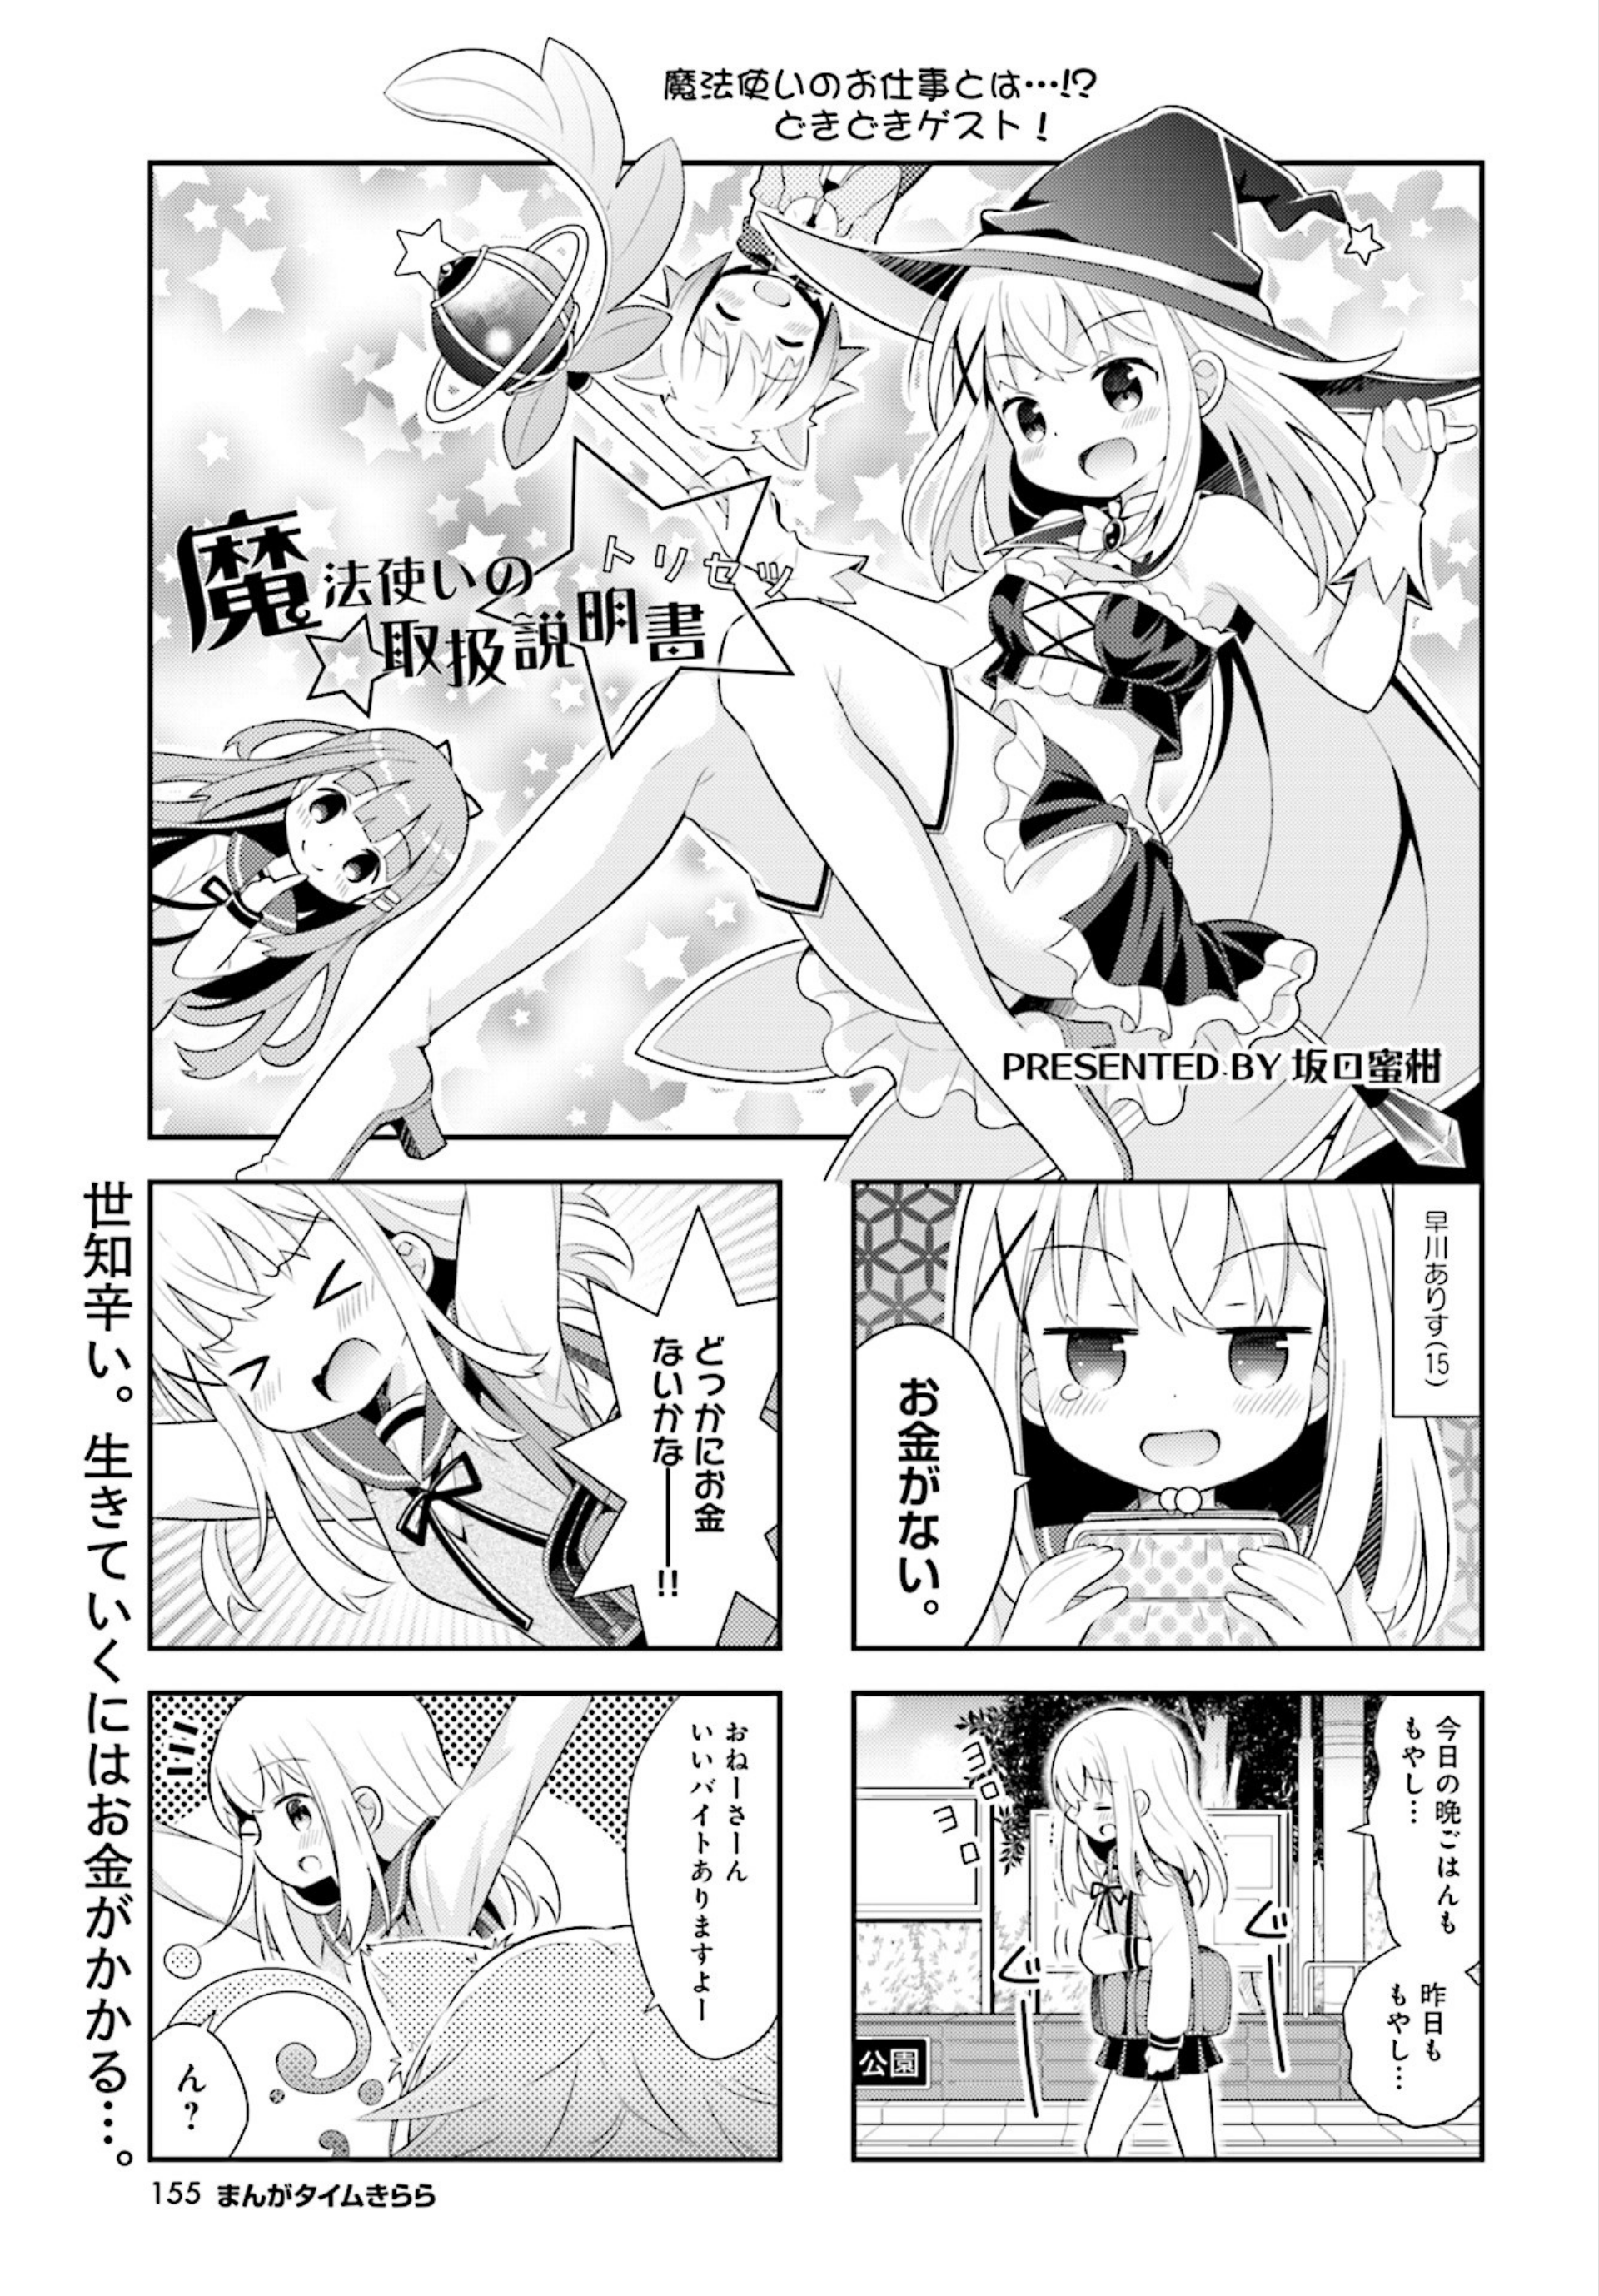 魔法使いのお仕事とは…!?
どきどきゲスト！
魔法使いの
トリセツ
取扱説明書
PRESENTED BY 坂口蜜柑
早川ありす(15)
お金がない。
今日の晩ごはんも
もやし…
昨日も
もやし…
ヨロ
ヨロ
ぐ
ぐ
公園
どっかにお金
ないかな――!!
おねーさーん
いいバイトありますよー
ん?
世知辛い。生きていくにはお金がかかる…。
155 まんがタイムきらら